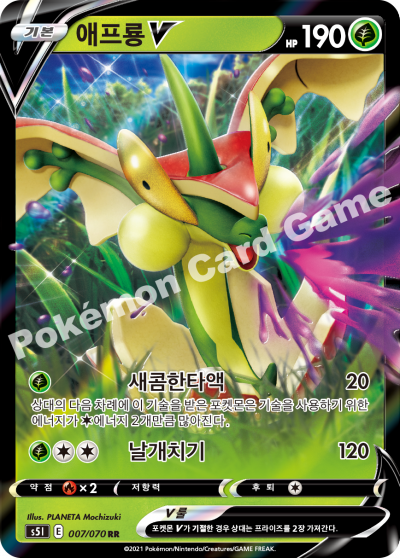 기본 애프룡 V HP 190
Pokémon Card Game
새콤한타액 20
상대의 다음 차례에 이 기술을 받은 포켓몬은 기술을 사용하기 위한
에너지가 에너지 2개만큼 많아진다.
날개치기 120
약점 ×2 저항력 후퇴
Illus. PLANETA Mochizuki
V룰
s5I E 007/070 RR
포켓몬 V가 기절한 경우 상대는 프라이즈를 2장 가져간다.
©2021 Pokémon/Nintendo/Creatures/GAME FREAK.